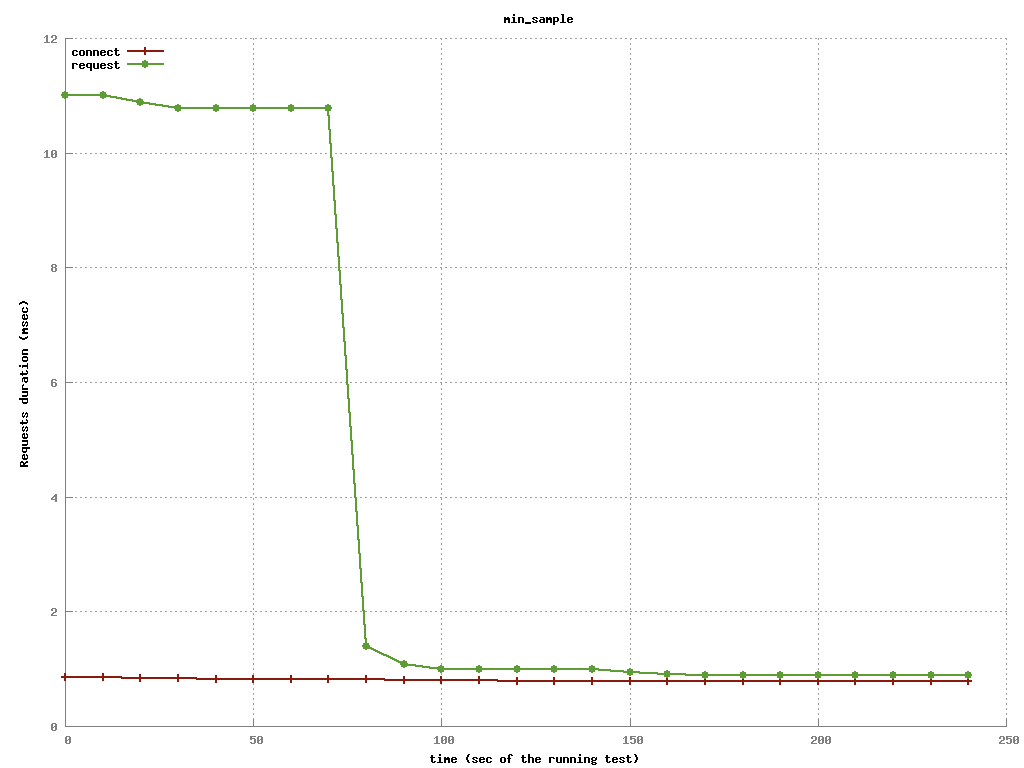 min_sample
connect
request
12
10
8
6
4
2
0
Requests duration (msec)
0 50 100 150 200 250
time (sec of the running test)